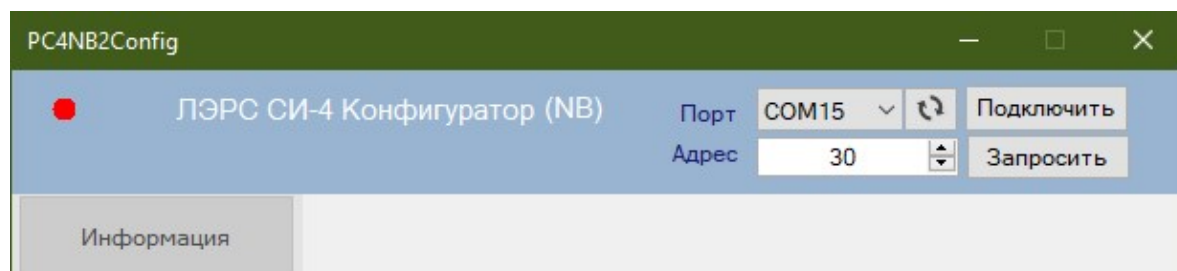 PC4NB2Config
ЛЭРС СИ-4 Конфигуратор (NB)
Порт COM15 Подключить
Адрес 30 Запросить
Информация